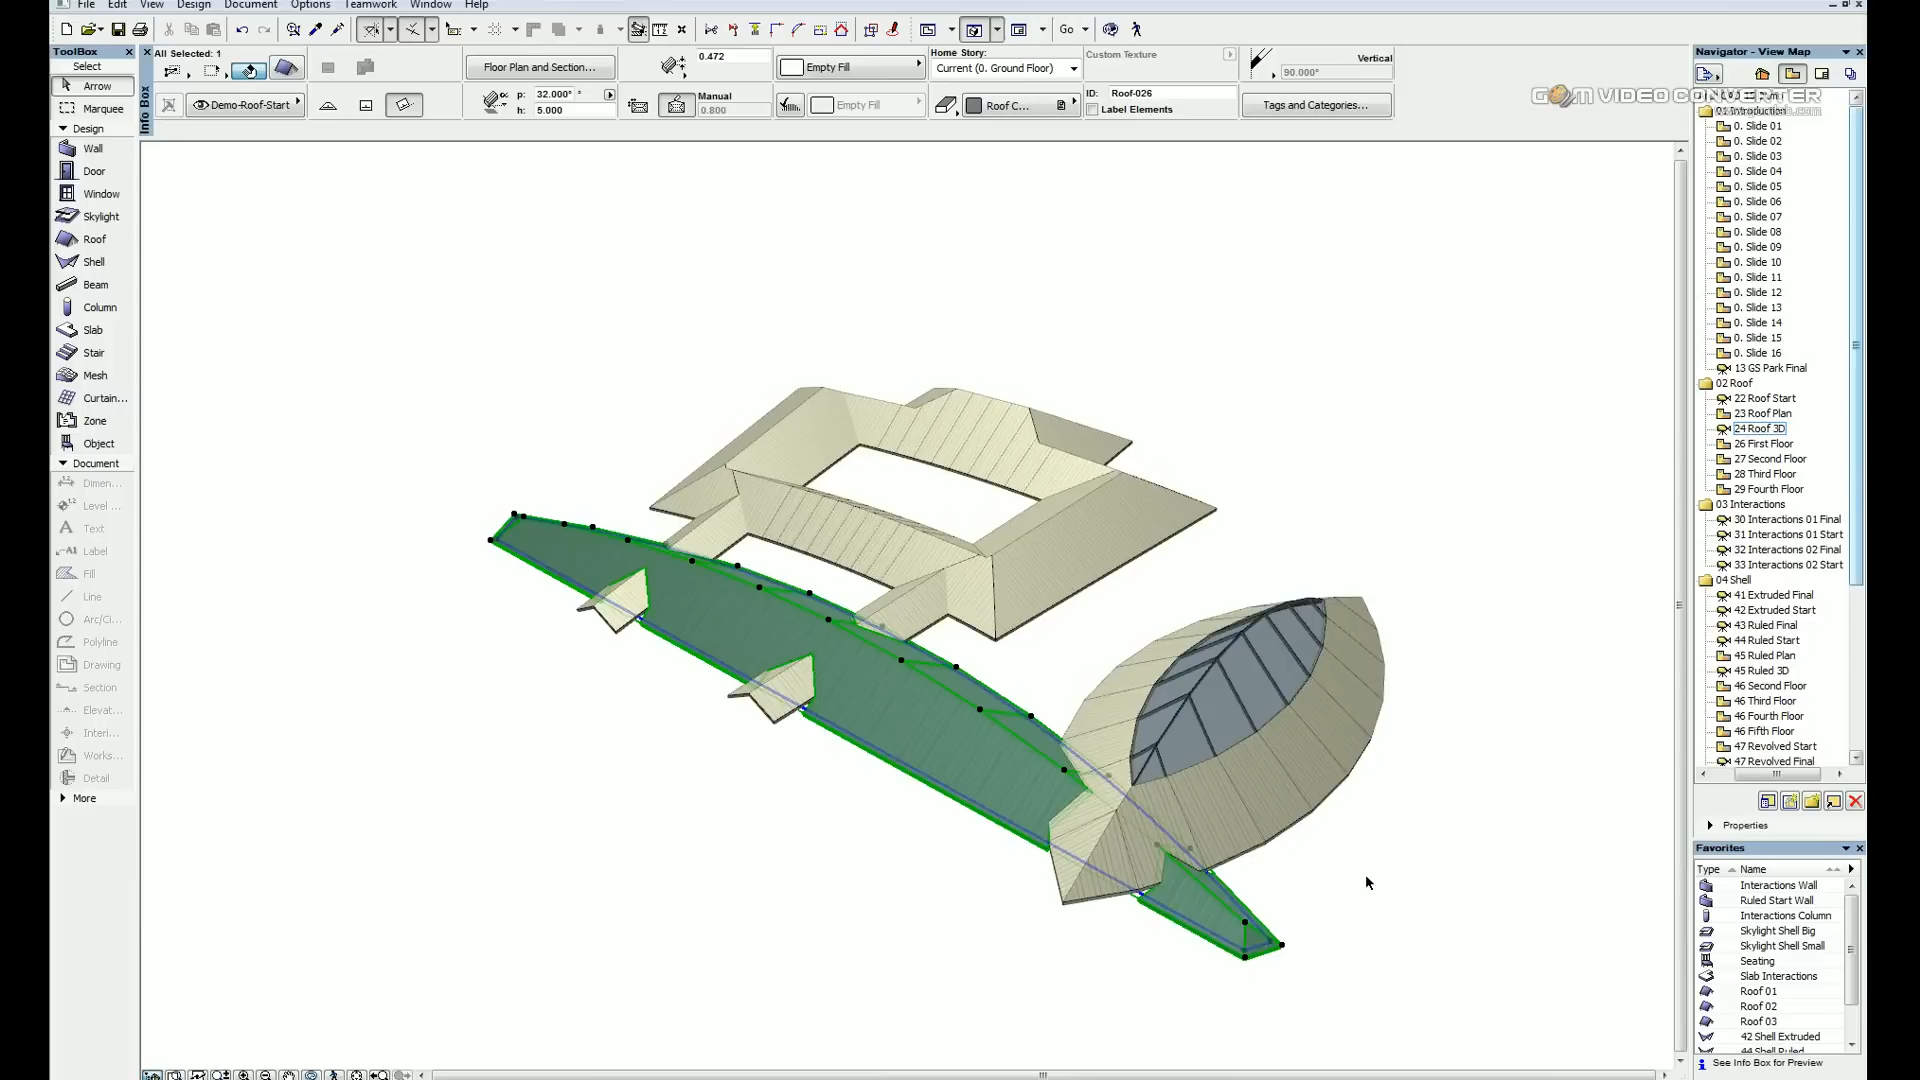 File Edit View Design Document Options Teamwork Window Help
ToolBox
Select
Arrow
Marquee
Design
Wall
Door
Window
Skylight
Roof
Shell
Beam
Column
Slab
Stair
Mesh
Curtain...
Zone
Object
Document
Dimen...
Level ...
Text
Label
Fill
Line
Arc/Ci...
Polyline
Drawing
Section
Elevat...
Interi...
Works...
Detail
More
Info Box
All Selected: 1
Demo-Roof-Start
Floor Plan and Section...
p: 32.000°
h: 5.000
0.472
Manual
0.800
Empty Fill
Empty Fill
Home Story:
Current (0. Ground Floor)
Roof C...
Custom Texture
ID: Roof-026
Label Elements
Vertical
90.000°
Tags and Categories...
Go
Navigator - View Map
GOM VIDEO CONVERTER
01 Introduction
0. Slide 01
0. Slide 02
0. Slide 03
0. Slide 04
0. Slide 05
0. Slide 06
0. Slide 07
0. Slide 08
0. Slide 09
0. Slide 10
0. Slide 11
0. Slide 12
0. Slide 13
0. Slide 14
0. Slide 15
0. Slide 16
13 GS Park Final
02 Roof
22 Roof Start
23 Roof Plan
24 Roof 3D
26 First Floor
27 Second Floor
28 Third Floor
29 Fourth Floor
03 Interactions
30 Interactions 01 Final
31 Interactions 01 Start
32 Interactions 02 Final
33 Interactions 02 Start
04 Shell
41 Extruded Final
42 Extruded Start
43 Ruled Final
44 Ruled Start
45 Ruled Plan
45 Ruled 3D
46 Second Floor
46 Third Floor
46 Fourth Floor
46 Fifth Floor
47 Revolved Start
47 Revolved Final
Properties
Favorites
Type Name
Interactions Wall
Ruled Start Wall
Interactions Column
Skylight Shell Big
Skylight Shell Small
Seating
Slab Interactions
Roof 01
Roof 02
Roof 03
42 Shell Extruded
44 Shell Ruled
See Info Box for Preview